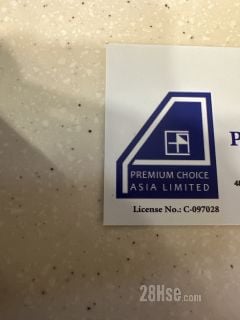 PREMIUM CHOICE
ASIA LIMITED
License No.: C-097028
P
28Hse.com